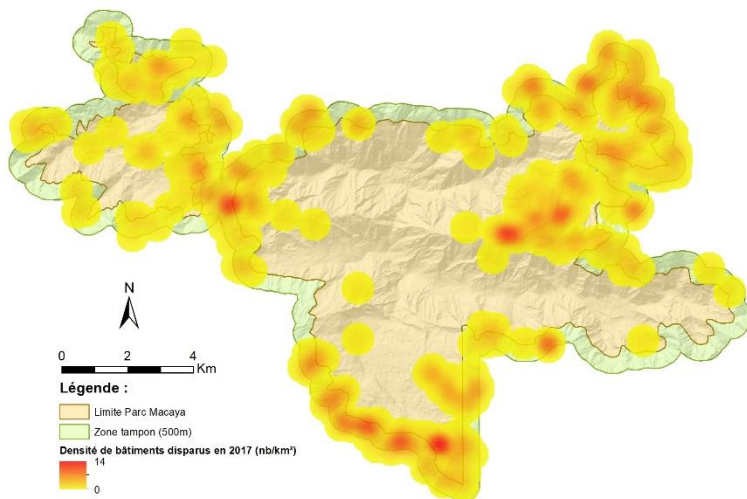 N
0 2 4
Km
Légende :
Limite Parc Macaya
Zone tampon (500m)
Densité de bâtiments disparus en 2017 (nb/km²)
14
0